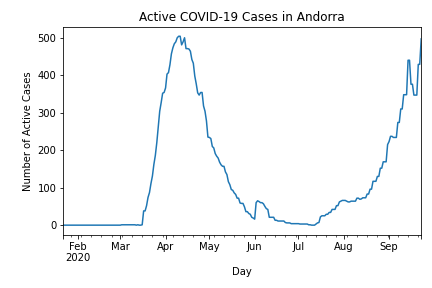 Active COVID-19 Cases in Andorra
Number of Active Cases
500
400
300
200
100
0
Feb Mar Apr May Jun Jul Aug Sep
2020
Day